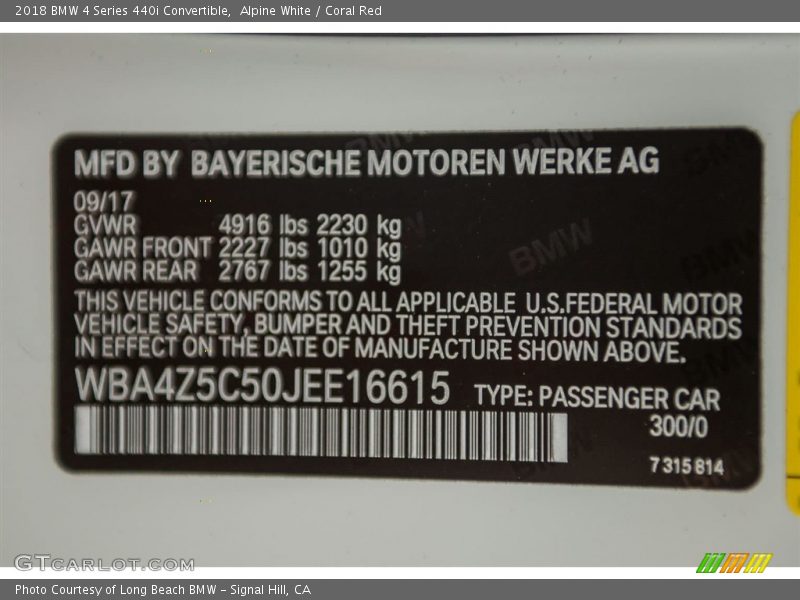 2018 BMW 4 Series 440i Convertible,  Alpine White / Coral Red
MFD BY BAYERISCHE MOTOREN WERKE AG
09/17
GVWR 4916 lbs 2230 kg
GAWR FRONT 2227 lbs 1010 kg
GAWR REAR 2767 lbs 1255 kg
THIS VEHICLE CONFORMS TO ALL APPLICABLE U.S.FEDERAL MOTOR
VEHICLE SAFETY, BUMPER AND THEFT PREVENTION STANDARDS
IN EFFECT ON THE DATE OF MANUFACTURE SHOWN ABOVE.
WBA4Z5C50JEE16615 TYPE: PASSENGER CAR
300/0
7 315 814
BMW
GTCARLOT.COM
Photo Courtesy of Long Beach BMW - Signal Hill, CA